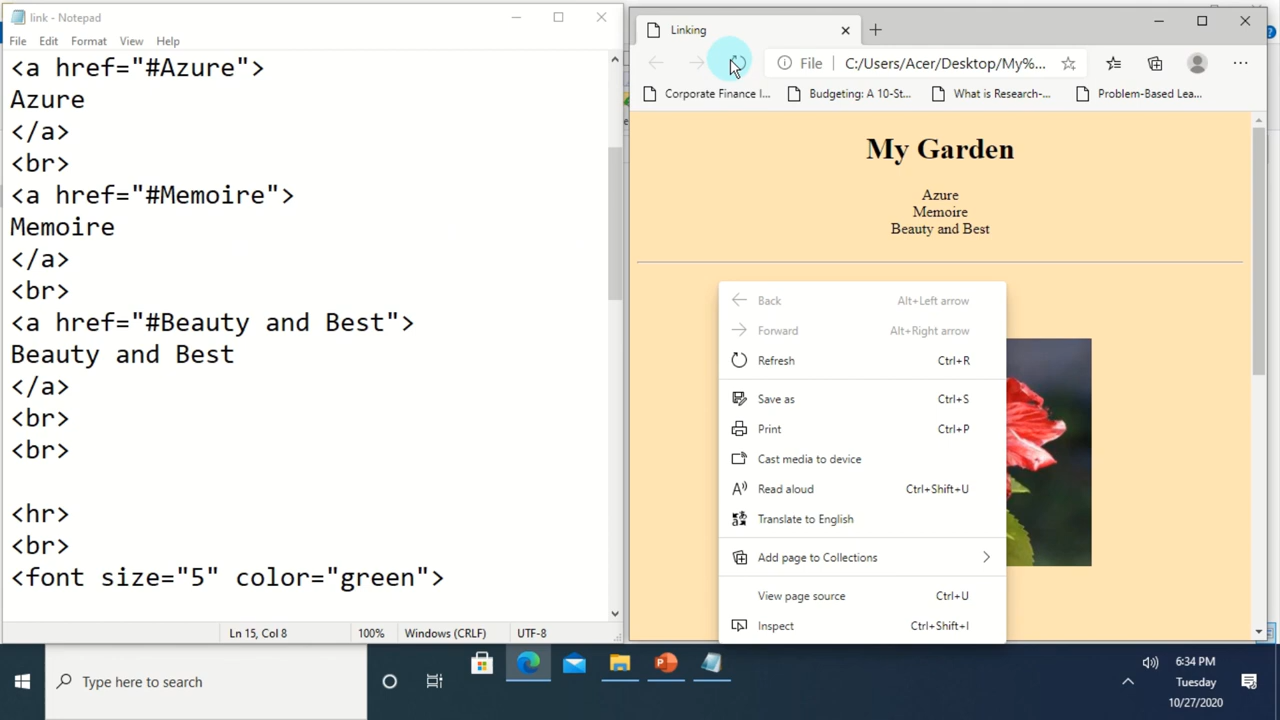 link - Notepad
File Edit Format View Help
<a href="#Azure">
Azure
</a>
<br>
<a href="#Memoire">
Memoire
</a>
<br>
<a href="#Beauty and Best">
Beauty and Best
</a>
<br>
<br>
<hr>
<br>
<font size="5" color="green">
Ln 15, Col 8 100% Windows (CRLF) UTF-8
Linking
File C:/Users/Acer/Desktop/My%...
Corporate Finance I... Budgeting: A 10-St... What is Research-... Problem-Based Lea...
My Garden
Azure
Memoire
Beauty and Best
Back Alt+Left arrow
Forward Alt+Right arrow
Refresh Ctrl+R
Save as Ctrl+S
Print Ctrl+P
Cast media to device
Read aloud Ctrl+Shift+U
Translate to English
Add page to Collections
View page source Ctrl+U
Inspect Ctrl+Shift+I
Type here to search
6:34 PM
Tuesday
10/27/2020